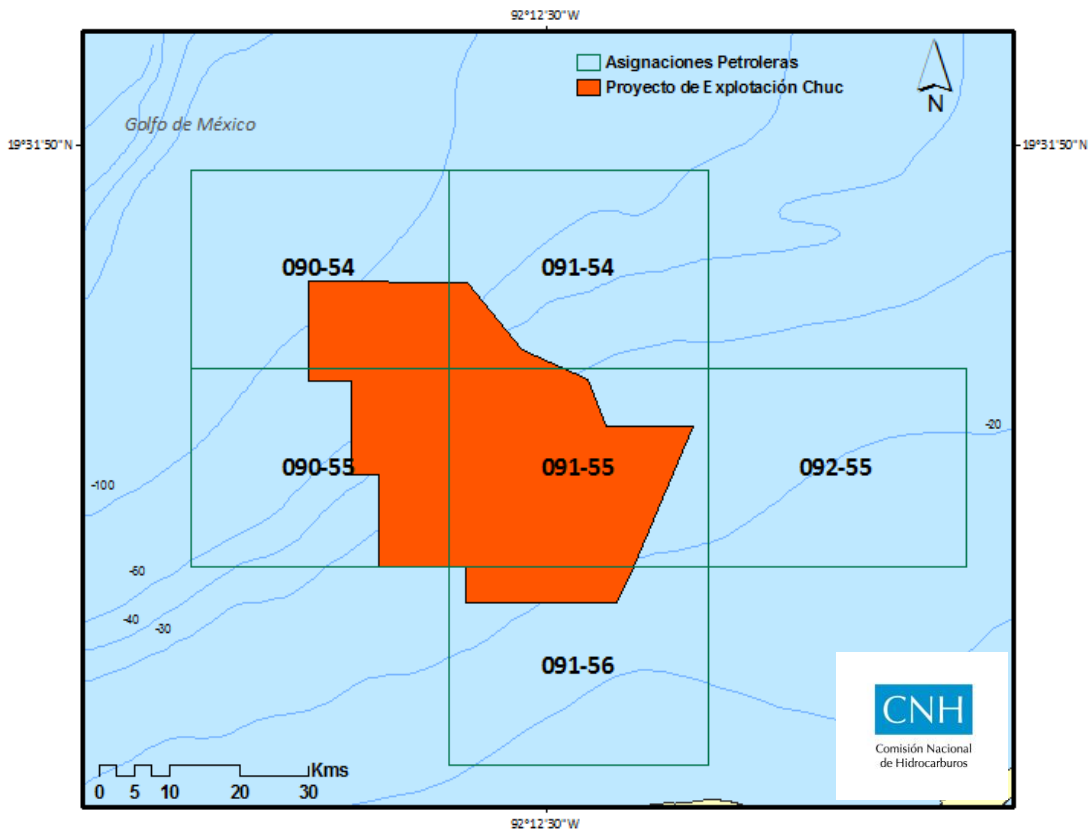 92°12'30"W
Asignaciones Petroleras
Proyecto de Explotación Chuc
N
Golfo de México
19°31'50"N
19°31'50"N
090-54
091-54
-20
090-55
091-55
092-55
-100
-60
-40
-30
091-56
CNH
Comisión Nacional
de Hidrocarburos
Kms
0 5 10 20 30
92°12'30"W